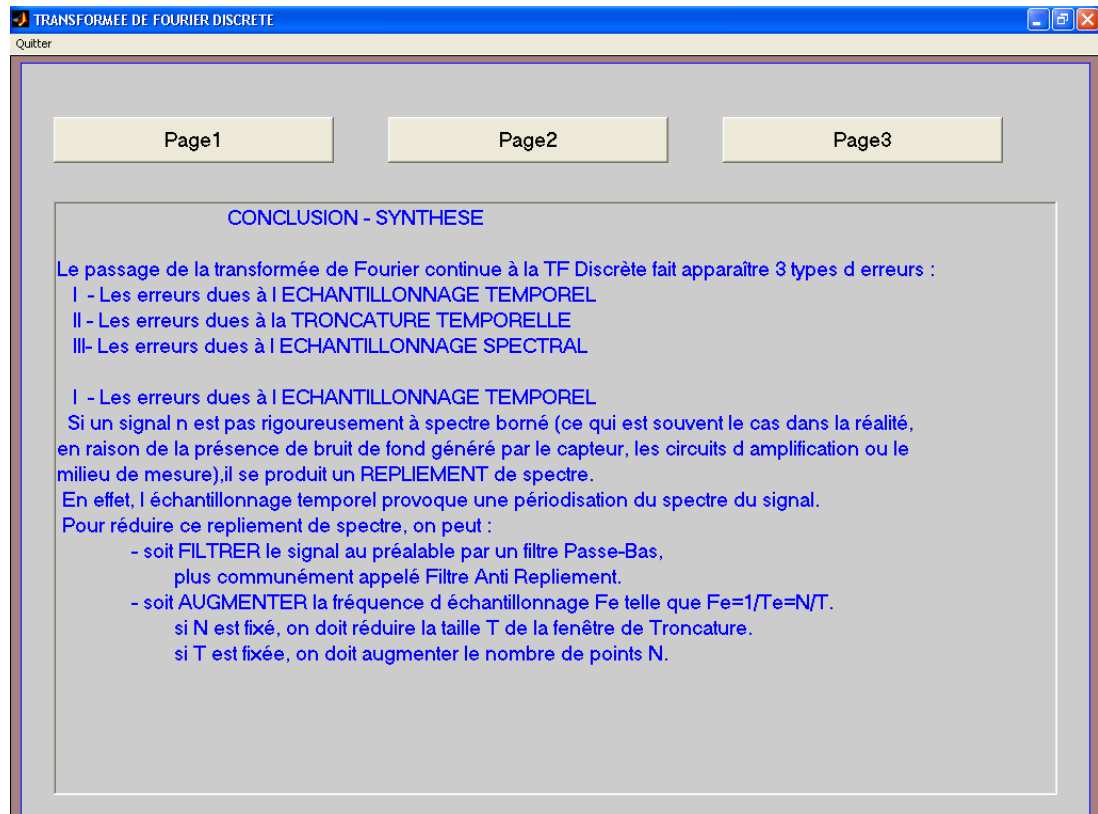 TRANSFORMEE DE FOURIER DISCRETE
Quitter
Page1 Page2 Page3
CONCLUSION - SYNTHESE
Le passage de la transformée de Fourier continue à la TF Discrète fait apparaître 3 types d erreurs :
I - Les erreurs dues à l ECHANTILLONNAGE TEMPOREL
II - Les erreurs dues à la TRONCATURE TEMPORELLE
III- Les erreurs dues à l ECHANTILLONNAGE SPECTRAL
I - Les erreurs dues à l ECHANTILLONNAGE TEMPOREL
Si un signal n est pas rigoureusement à spectre borné (ce qui est souvent le cas dans la réalité,
en raison de la présence de bruit de fond généré par le capteur, les circuits d amplification ou le
milieu de mesure),il se produit un REPLIEMENT de spectre.
En effet, l échantillonnage temporel provoque une périodisation du spectre du signal.
Pour réduire ce repliement de spectre, on peut :
- soit FILTRER le signal au préalable par un filtre Passe-Bas,
plus communément appelé Filtre Anti Repliement.
- soit AUGMENTER la fréquence d échantillonnage Fe telle que Fe=1/Te=N/T.
si N est fixé, on doit réduire la taille T de la fenêtre de Troncature.
si T est fixée, on doit augmenter le nombre de points N.